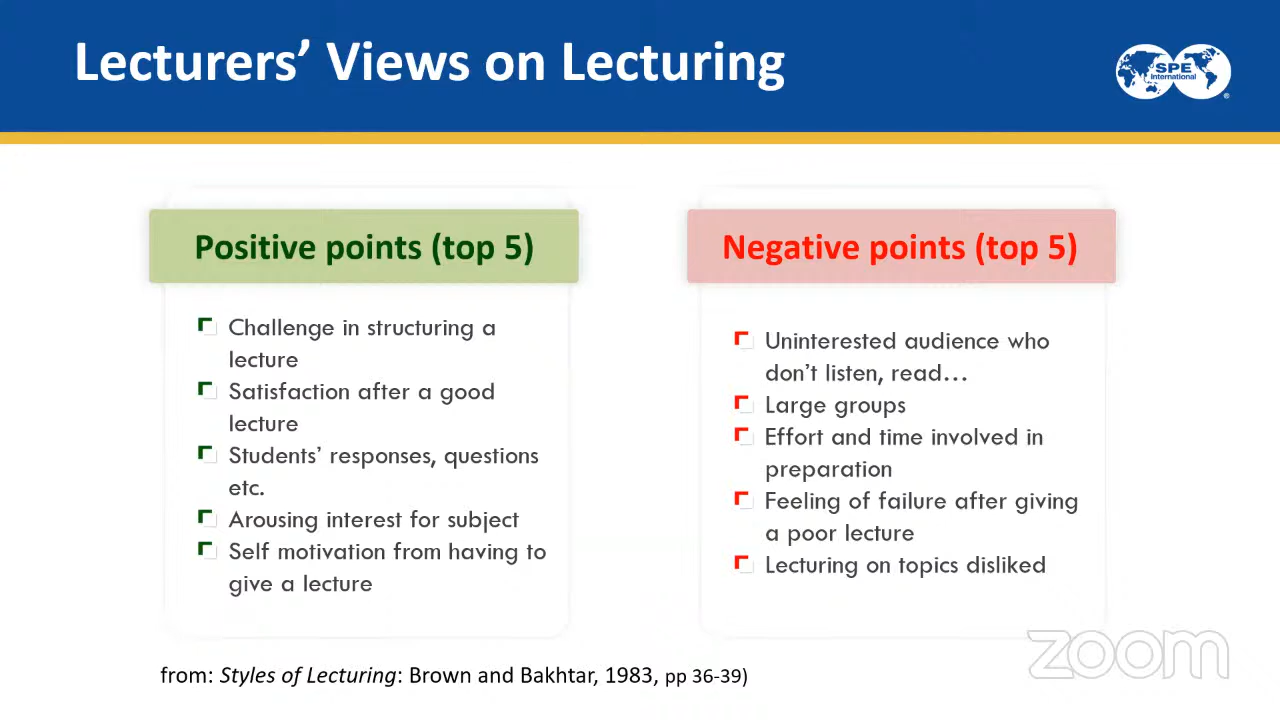 Lecturers’ Views on Lecturing
SPE
International
®
Positive points (top 5)
Challenge in structuring a
lecture
Satisfaction after a good
lecture
Students’ responses, questions
etc.
Arousing interest for subject
Self motivation from having to
give a lecture
Negative points (top 5)
Uninterested audience who
don’t listen, read…
Large groups
Effort and time involved in
preparation
Feeling of failure after giving
a poor lecture
Lecturing on topics disliked
from: Styles of Lecturing: Brown and Bakhtar, 1983, pp 36-39)
zoom